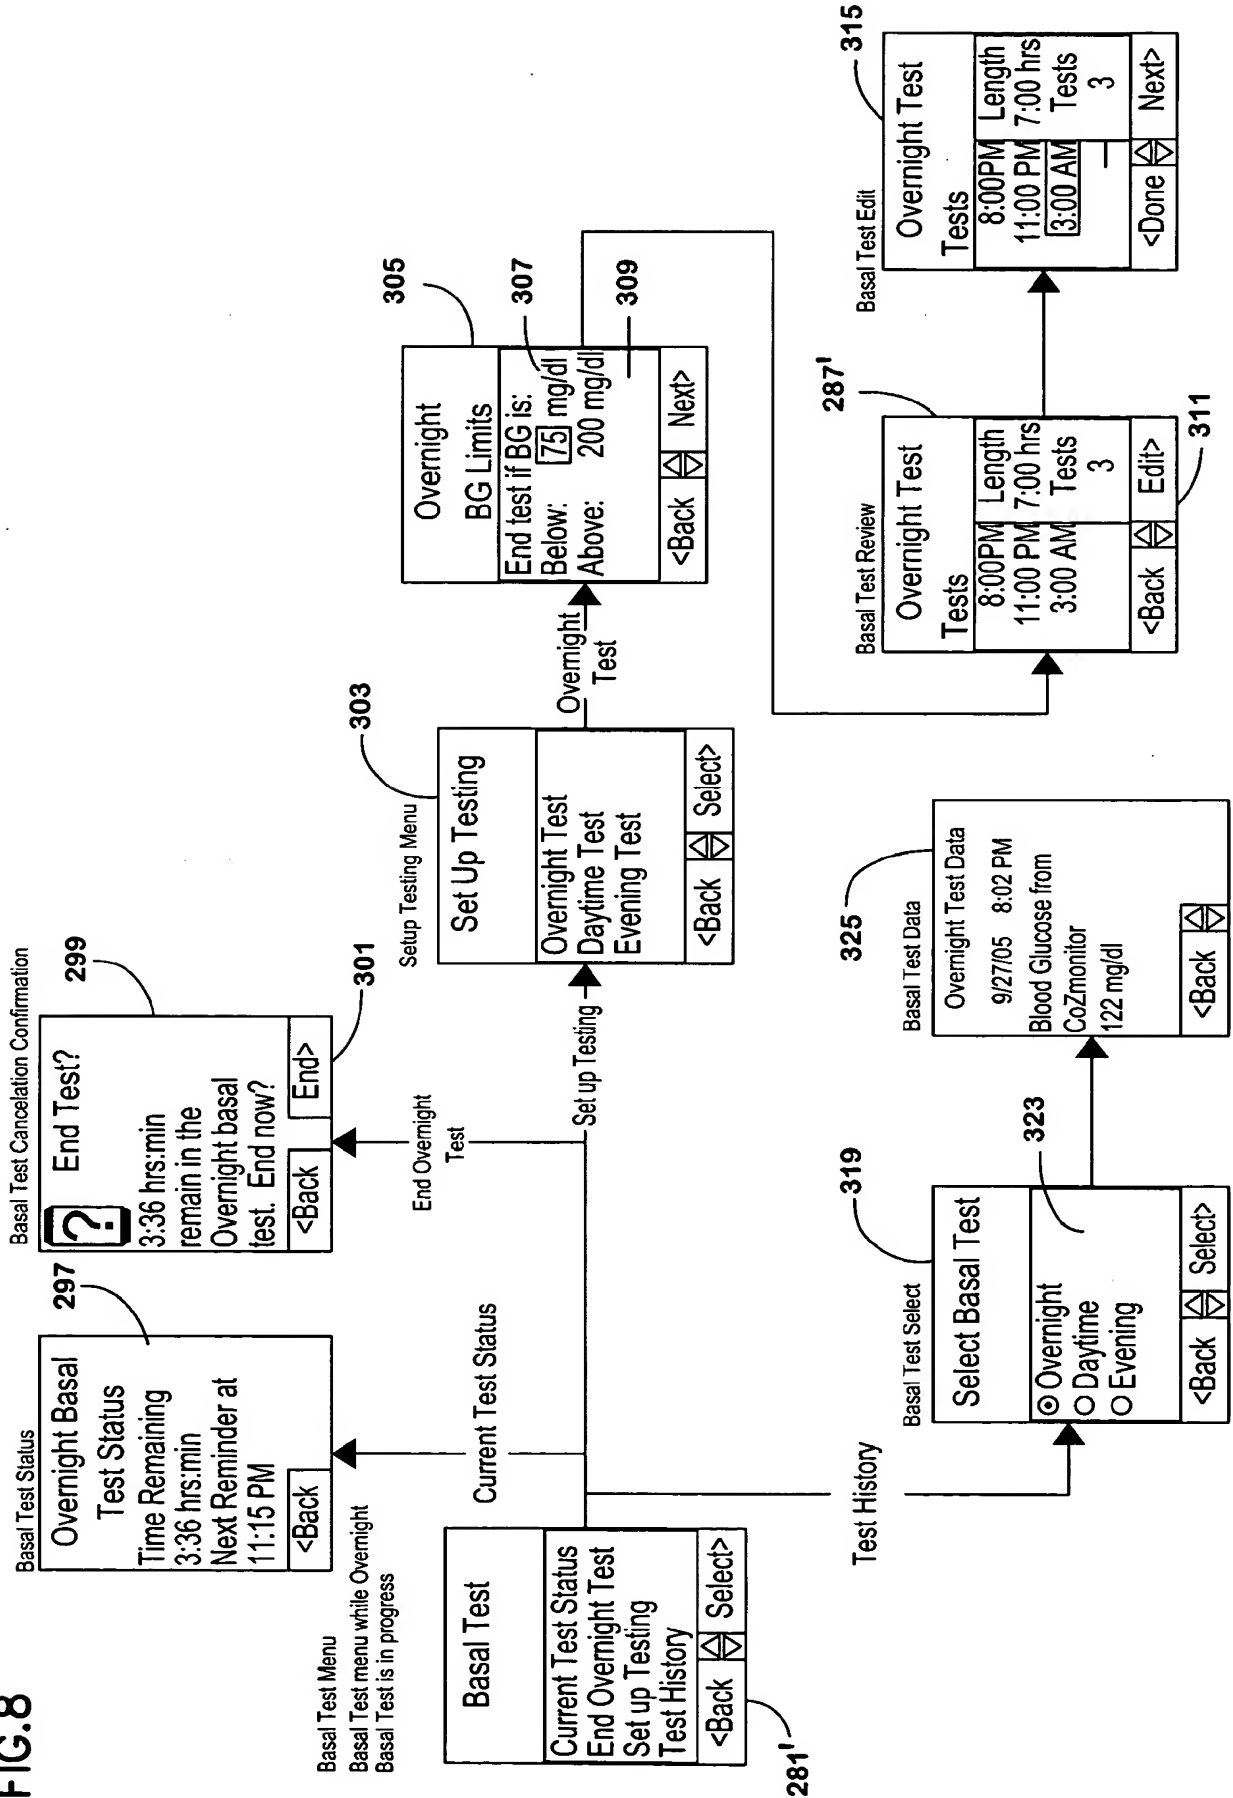 FIG.8
Basal Test Status
Overnight Basal
Test Status
Time Remaining
3:36 hrs:min
Next Reminder at
11:15 PM
<Back
297
Basal Test Cancelation Confirmation
? End Test?
3:36 hrs:min
remain in the
Overnight basal
test. End now?
<Back End>
299
301
Basal Test Menu
Basal Test menu while Overnight
Basal Test is in progress
Basal Test
Current Test Status
End Overnight Test
Set up Testing
Test History
<Back Select>
281'
Current Test Status
End Overnight
Test
Set up Testing
Test History
Setup Testing Menu
Set Up Testing
Overnight Test
Daytime Test
Evening Test
<Back Select>
303
Overnight
Test
Overnight
BG Limits
End test if BG is:
Below: 75 mg/dl
Above: 200 mg/dl
<Back Next>
305
307
309
Basal Test Select
Select Basal Test
Overnight
Daytime
Evening
<Back Select>
319
323
Basal Test Data
Overnight Test Data
9/27/05 8:02 PM
Blood Glucose from
CoZmonitor
122 mg/dl
<Back
325
Basal Test Review
Overnight Test
Tests
8:00PM Length
11:00 PM 7:00 hrs
3:00 AM Tests
3
<Back Edit>
287'
311
Basal Test Edit
Overnight Test
Tests
8:00PM Length
11:00 PM 7:00 hrs
3:00 AM Tests
3
<Done Next>
315